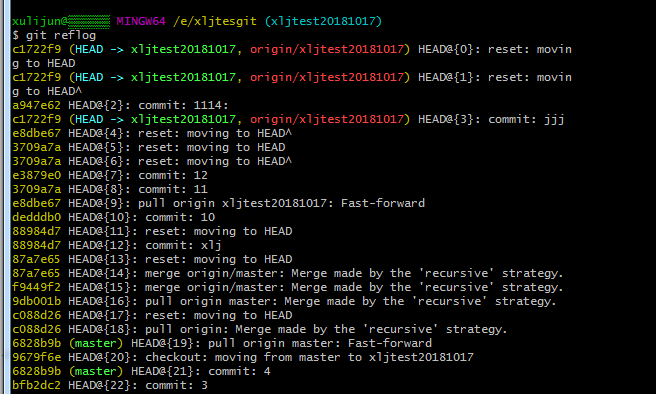 xulijun@ MINGW64 /e/xljtesgit (xljtest20181017)
$ git reflog
c1722f9 (HEAD -> xljtest20181017, origin/xljtest20181017) HEAD@{0}: reset: movin
g to HEAD
c1722f9 (HEAD -> xljtest20181017, origin/xljtest20181017) HEAD@{1}: reset: movin
g to HEAD^
a947e62 HEAD@{2}: commit: 1114:
c1722f9 (HEAD -> xljtest20181017, origin/xljtest20181017) HEAD@{3}: commit: jjj
e8dbe67 HEAD@{4}: reset: moving to HEAD^
3709a7a HEAD@{5}: reset: moving to HEAD
3709a7a HEAD@{6}: reset: moving to HEAD^
e3879e0 HEAD@{7}: commit: 12
3709a7a HEAD@{8}: commit: 11
e8dbe67 HEAD@{9}: pull origin xljtest20181017: Fast-forward
dedddb0 HEAD@{10}: commit: 10
88984d7 HEAD@{11}: reset: moving to HEAD
88984d7 HEAD@{12}: commit: xlj
87a7e65 HEAD@{13}: reset: moving to HEAD
87a7e65 HEAD@{14}: merge origin/master: Merge made by the 'recursive' strategy.
f9449f2 HEAD@{15}: merge origin/master: Merge made by the 'recursive' strategy.
9db001b HEAD@{16}: pull origin master: Merge made by the 'recursive' strategy.
c088d26 HEAD@{17}: reset: moving to HEAD
c088d26 HEAD@{18}: pull origin: Merge made by the 'recursive' strategy.
6828b9b (master) HEAD@{19}: pull origin master: Fast-forward
9679f6e HEAD@{20}: checkout: moving from master to xljtest20181017
6828b9b (master) HEAD@{21}: commit: 4
bfb2dc2 HEAD@{22}: commit: 3